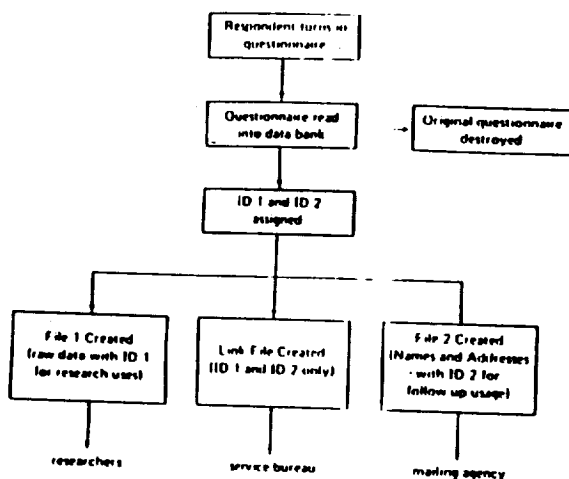 Respondent turns in
questionnaire
Questionnaire read
into data bank
Original questionnaire
destroyed
ID 1 and ID 2
assigned
File 1 Created
(raw data with ID 1
for research uses)
Link File Created
(ID 1 and ID 2 only)
File 2 Created
(Names and Addresses
- with ID 2 for
follow up usage)
researchers
service bureau
mailing agency